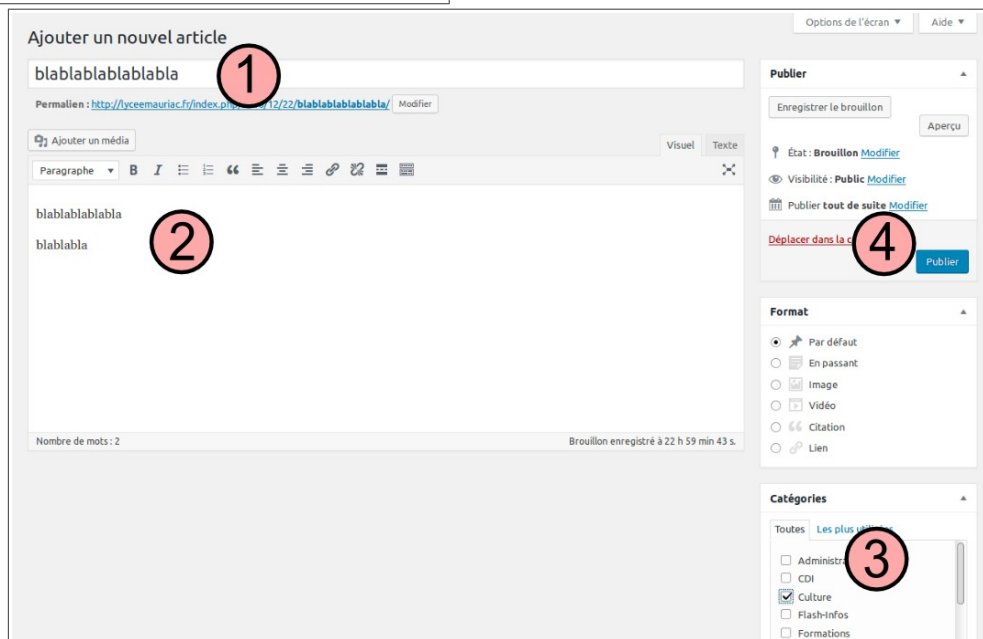 Options de l'écran ▼ Aide ▼
Ajouter un nouvel article
blablablablablabla
1
Permalien : http://lyceemauriac.fr/index.php/ /12/22/blablablablablabla/ Modifier
Ajouter un média
Visuel Texte
Paragraphe ▼ B I
blablablablabla
blablabla
2
Nombre de mots : 2
Brouillon enregistré à 22 h 59 min 43 s.
Publier
Enregistrer le brouillon
Aperçu
État : Brouillon Modifier
Visibilité : Public Modifier
Publier tout de suite Modifier
Déplacer dans la
4
Publier
Format
Par défaut
En passant
Image
Vidéo
Citation
Lien
Catégories
Toutes Les plus
3
CDI
Culture
Flash-Infos
Formations